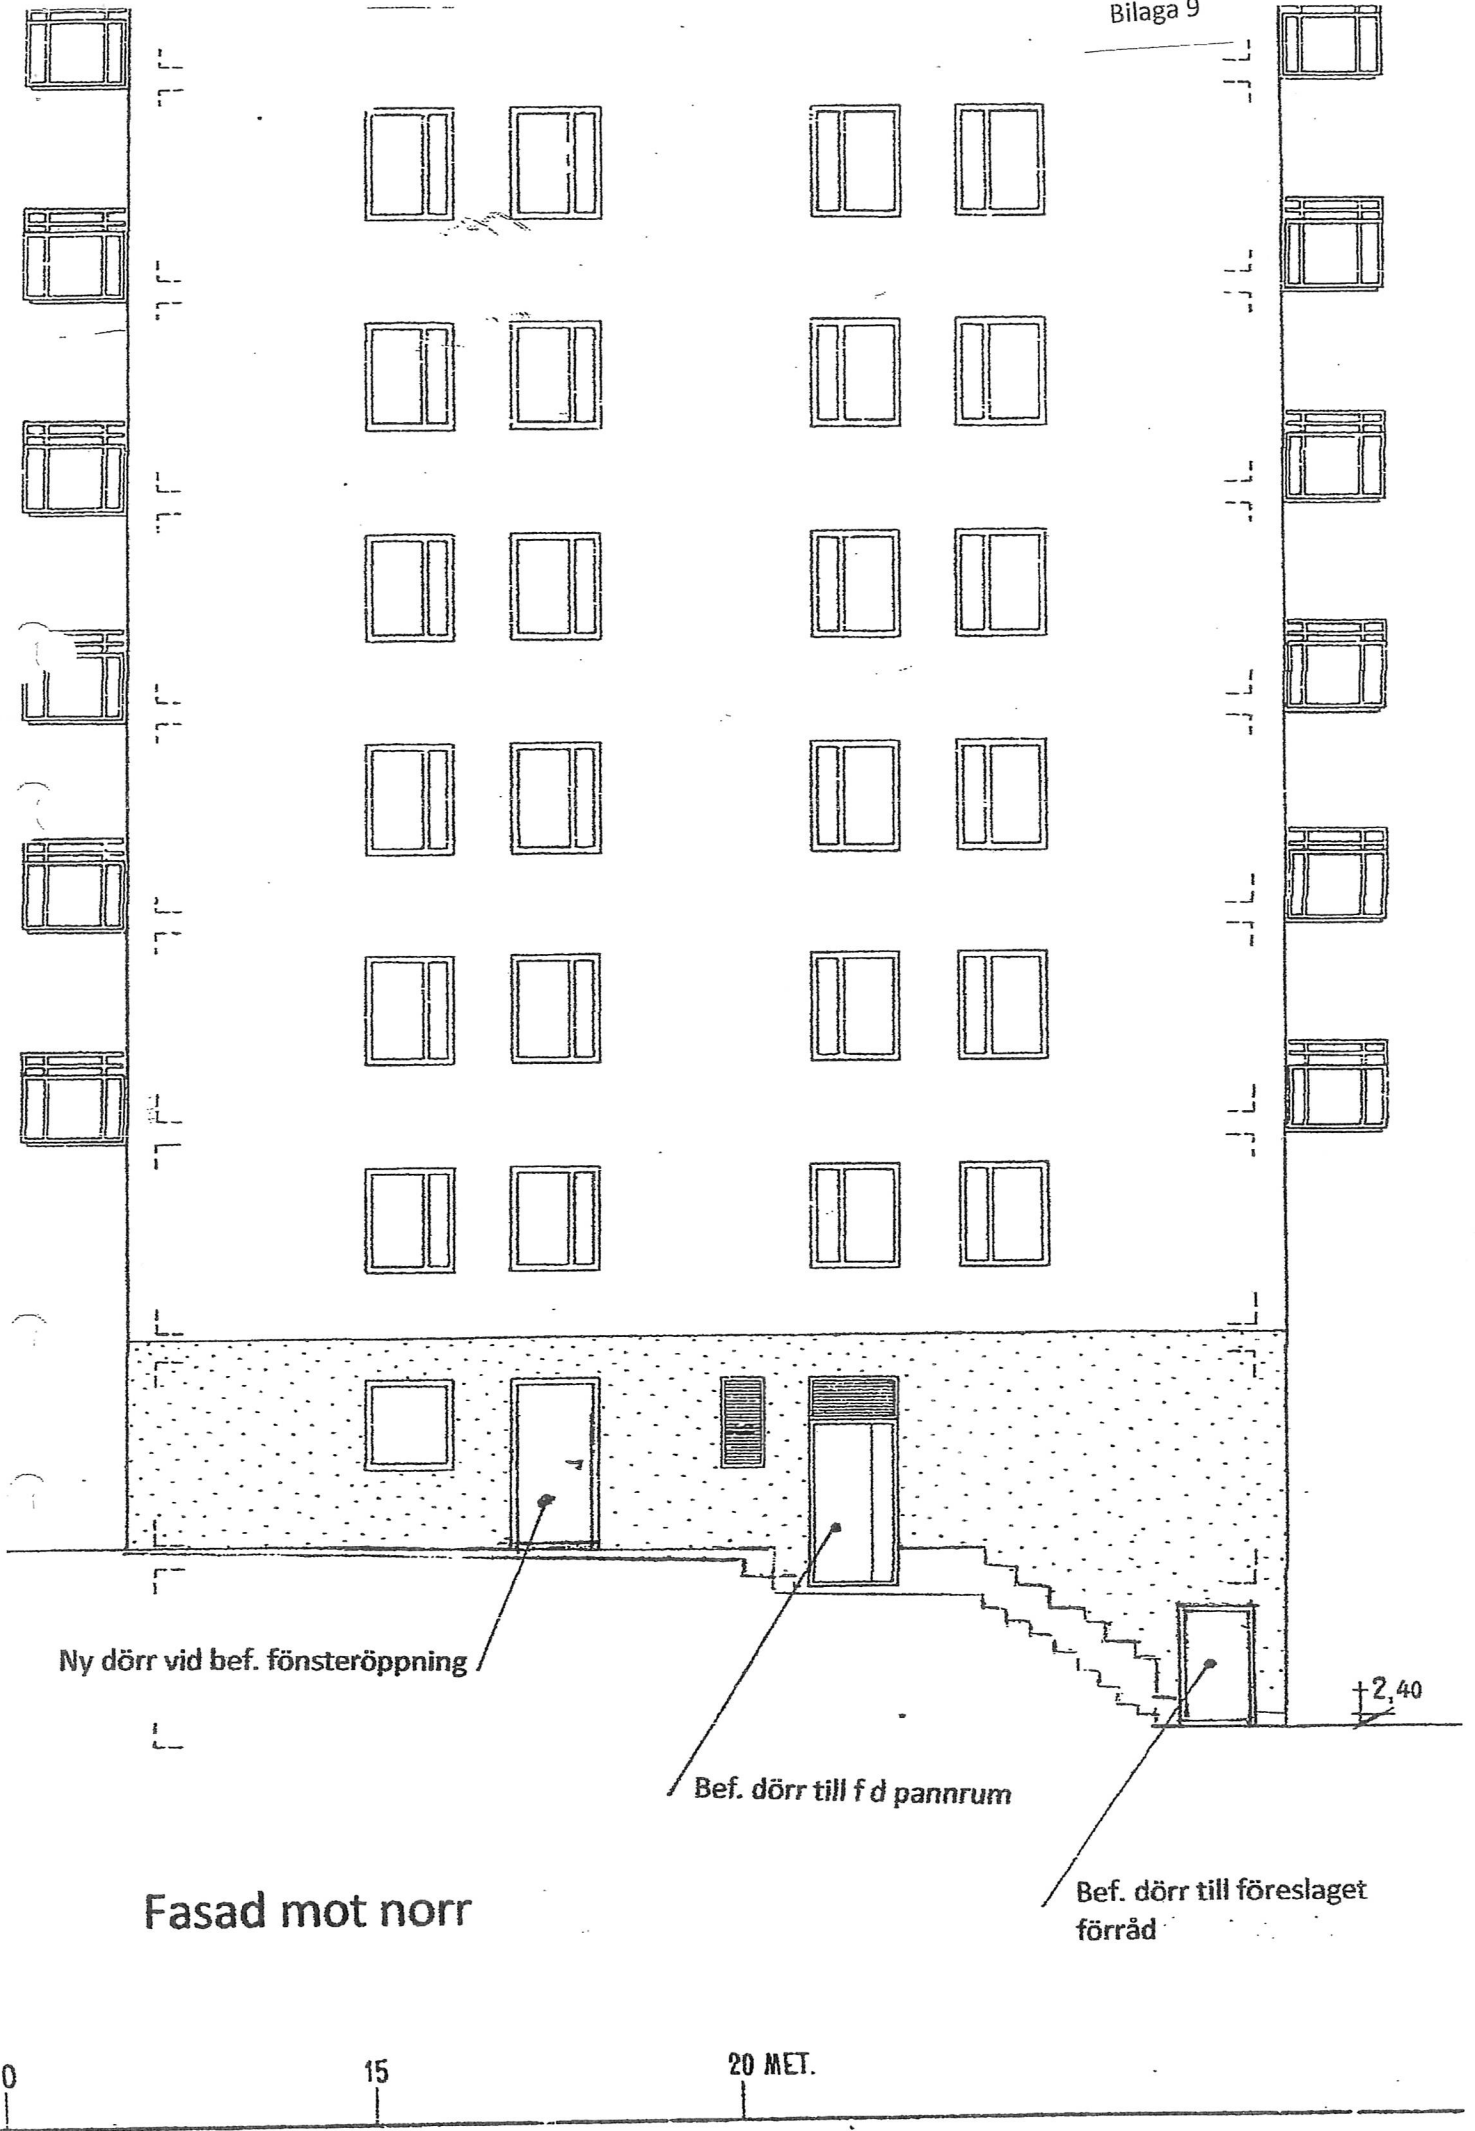 Bilaga 9
Ny dörr vid bef. fönsteröppning
+2,40
Bef. dörr till f d pannrum
Bef. dörr till föreslaget
förråd
Fasad mot norr
0 15 20 MET.